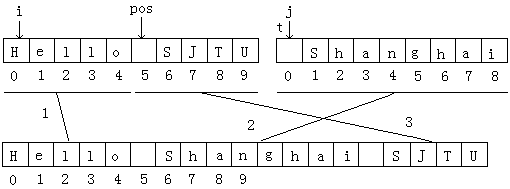 i pos j
t
H e l l o S J T U S h a n g h a i
0 1 2 3 4 5 6 7 8 9 0 1 2 3 4 5 6 7 8
1 2 3
H e l l o S h a n g h a i S J T U
0 1 2 3 4 5 6 7 8 9